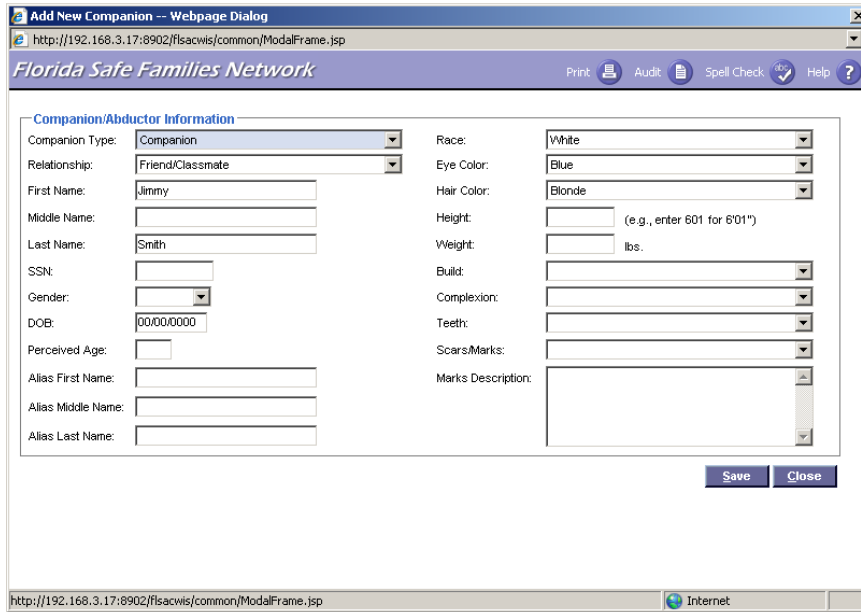 Add New Companion -- Webpage Dialog
http://192.168.3.17:8902/flsacwis/common/ModalFrame.jsp
Florida Safe Families Network Print Audit Spell Check abc Help ?
Companion/Abductor Information
Companion Type: Companion Race: White
Relationship: Friend/Classmate Eye Color: Blue
First Name: Jimmy Hair Color: Blonde
Middle Name: Height: (e.g., enter 601 for 6'01")
Last Name: Smith Weight: lbs.
SSN: Build:
Gender: Complexion:
DOB: 00/00/0000 Teeth:
Perceived Age: Scars/Marks:
Alias First Name: Marks Description:
Alias Middle Name:
Alias Last Name:
Save Close
http://192.168.3.17:8902/flsacwis/common/ModalFrame.jsp Internet